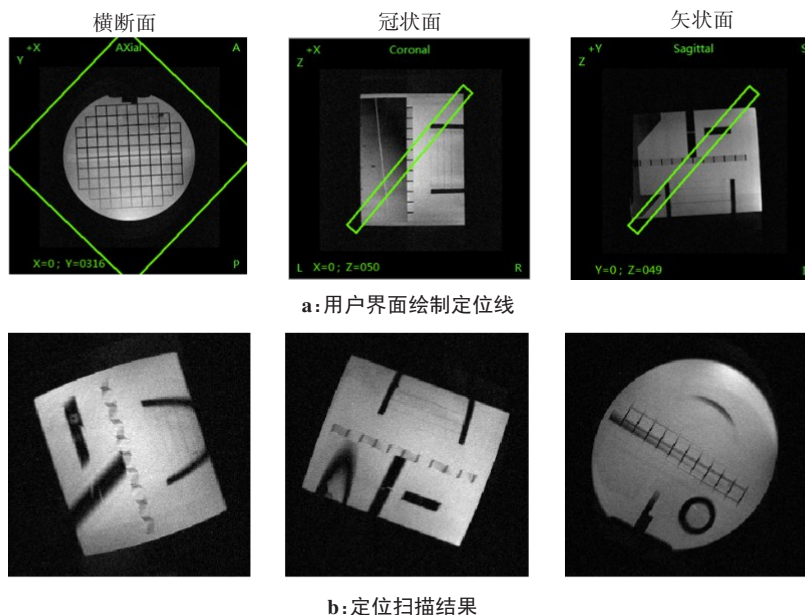 横断面 冠状面 矢状面
+X AXial A
Y
+X Coronal
Z
+Y Sagittal S
Z
X=0; Y=0316 P
L X=0; Z=050 R
Y=0; Z=049
a:用户界面绘制定位线
b:定位扫描结果